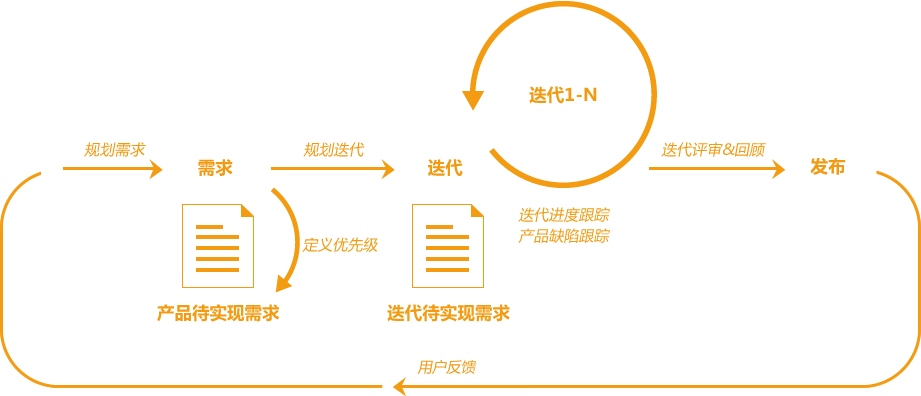 迭代1-N
规划需求
规划迭代
迭代评审&回顾
需求
迭代
发布
迭代进度跟踪
产品缺陷跟踪
定义优先级
产品待实现需求
迭代待实现需求
用户反馈